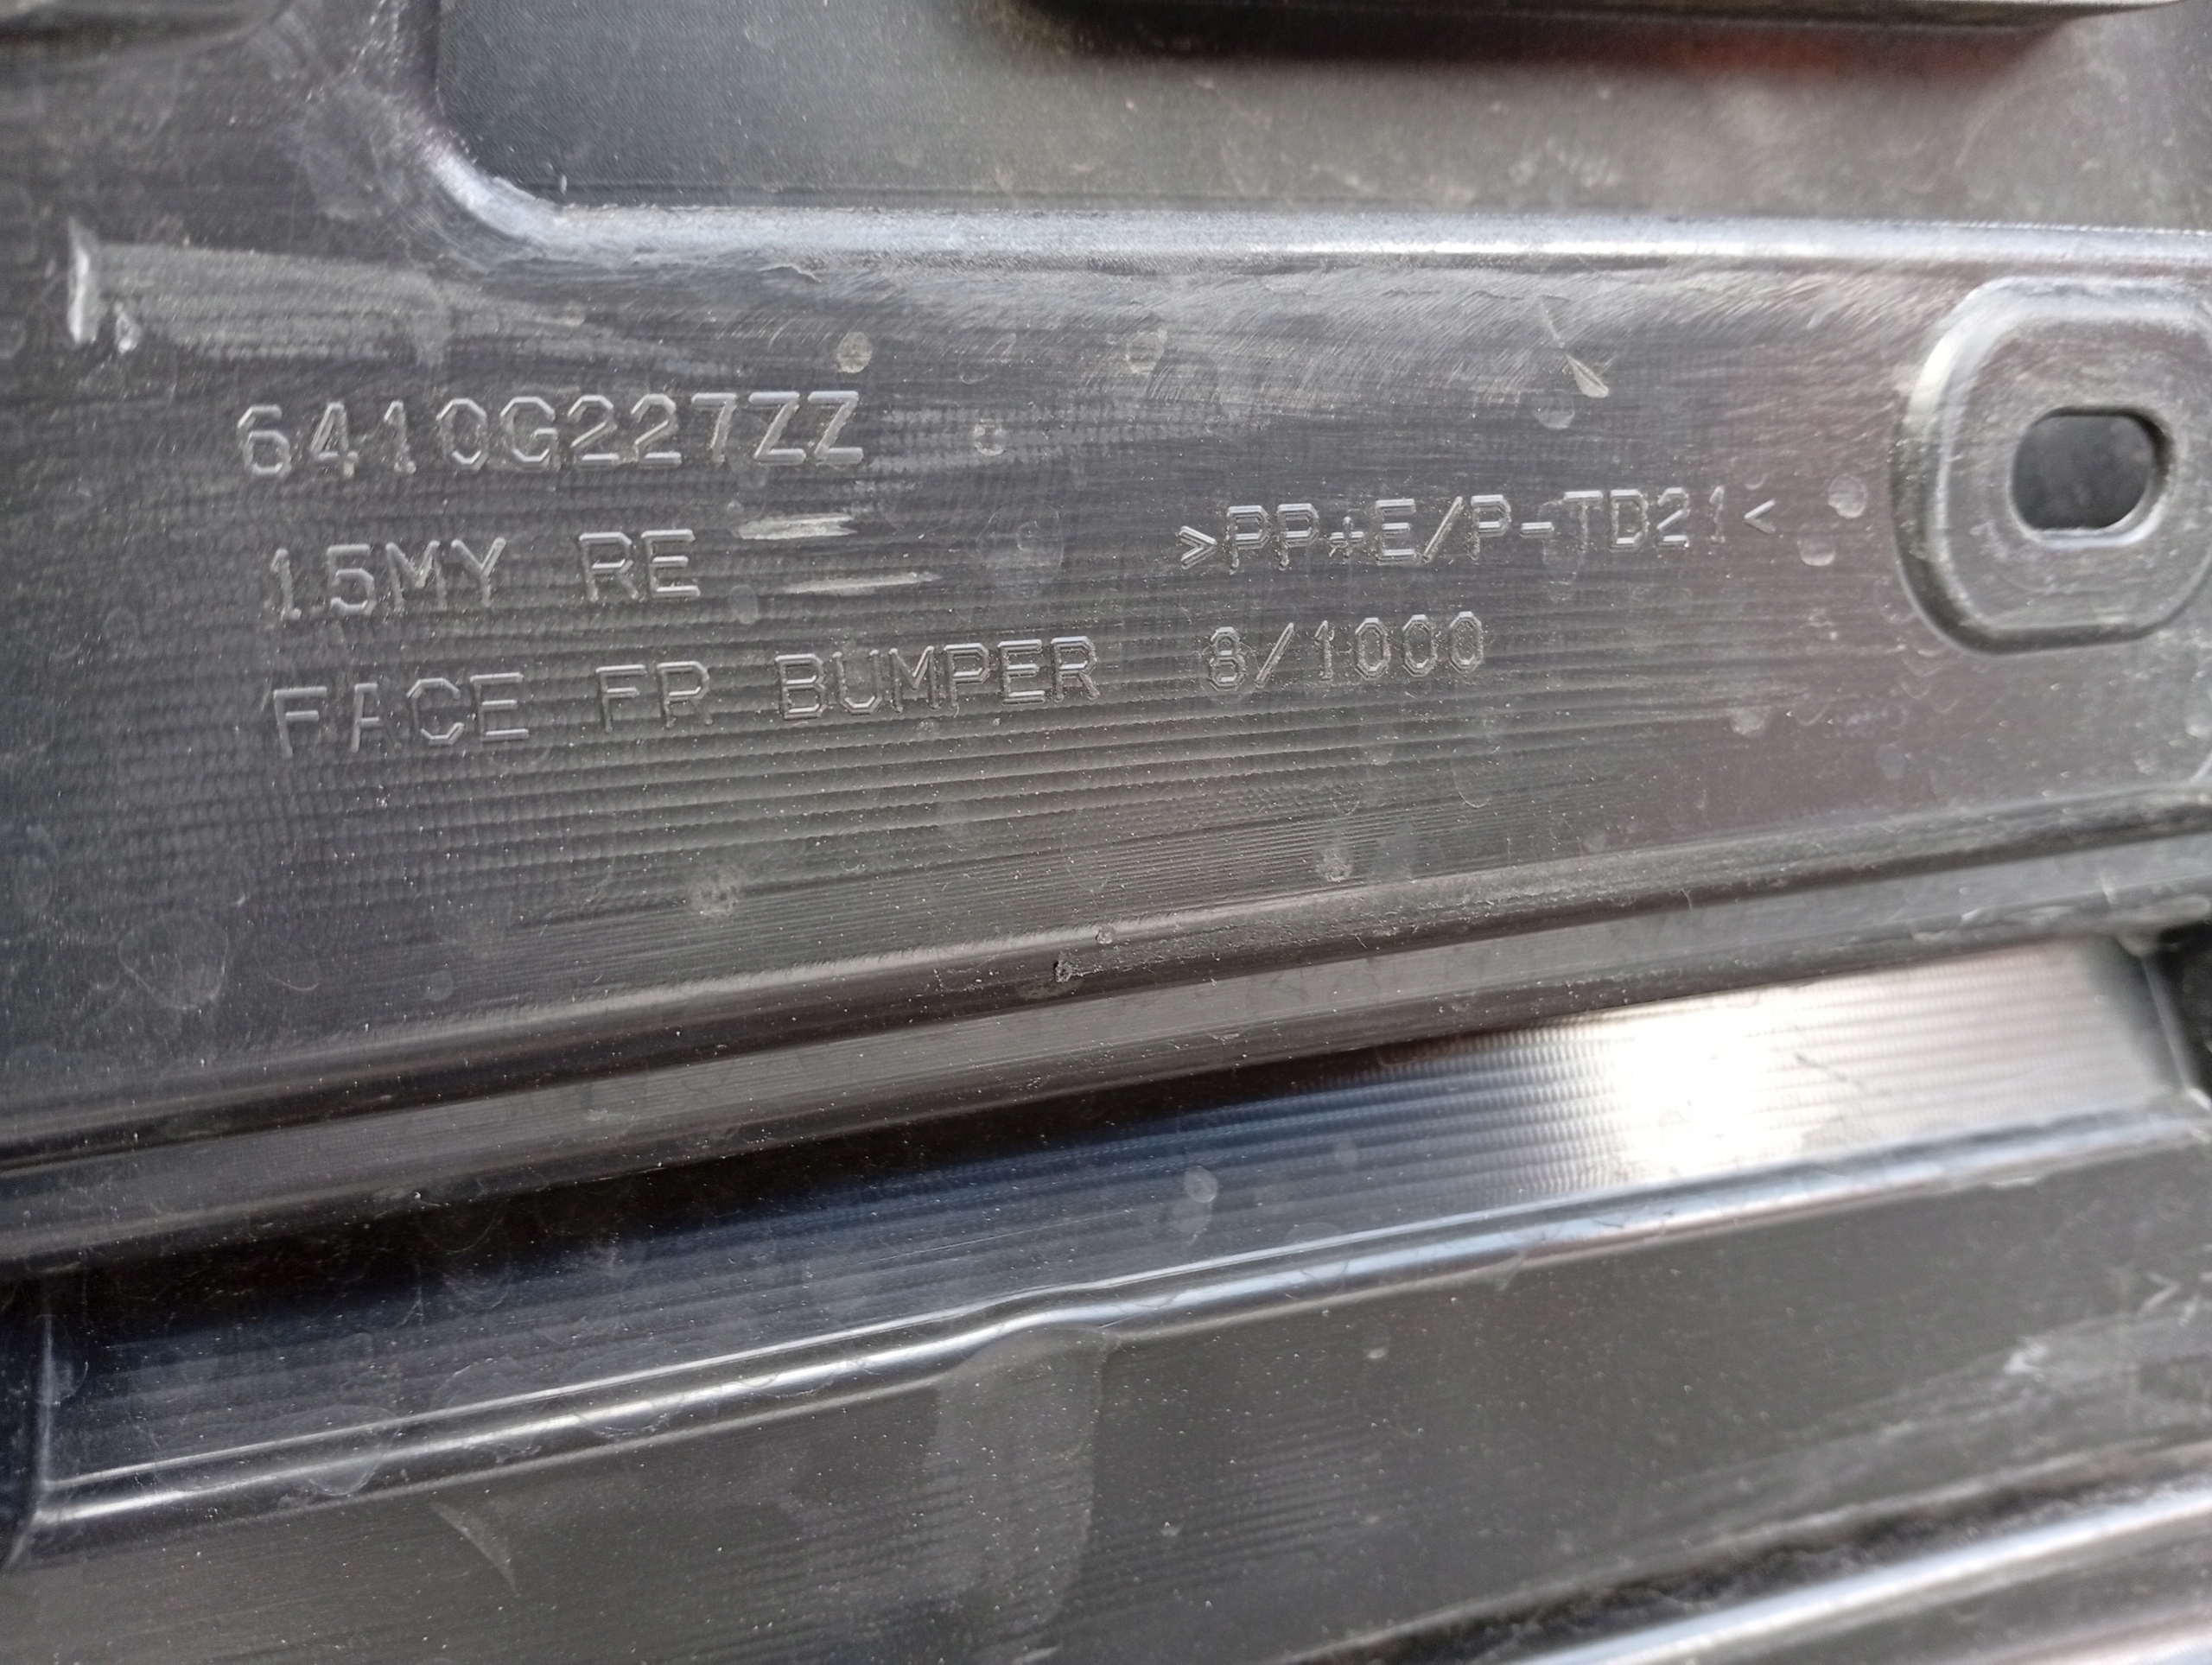 6410G227ZZ
15MY RE
>PP+E/P-TD21<
FACE FR BUMPER 8/1000